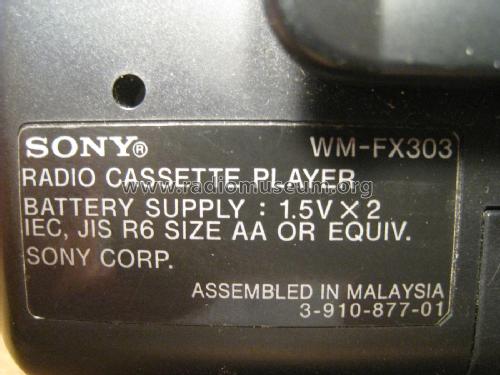 SONY® WM-FX303
RADIO CASSETTE PLAYER
www.radiomuseum.org
BATTERY SUPPLY : 1.5V×2
IEC, JIS R6 SIZE AA OR EQUIV.
SONY CORP.
ASSEMBLED IN MALAYSIA
3-910-877-01